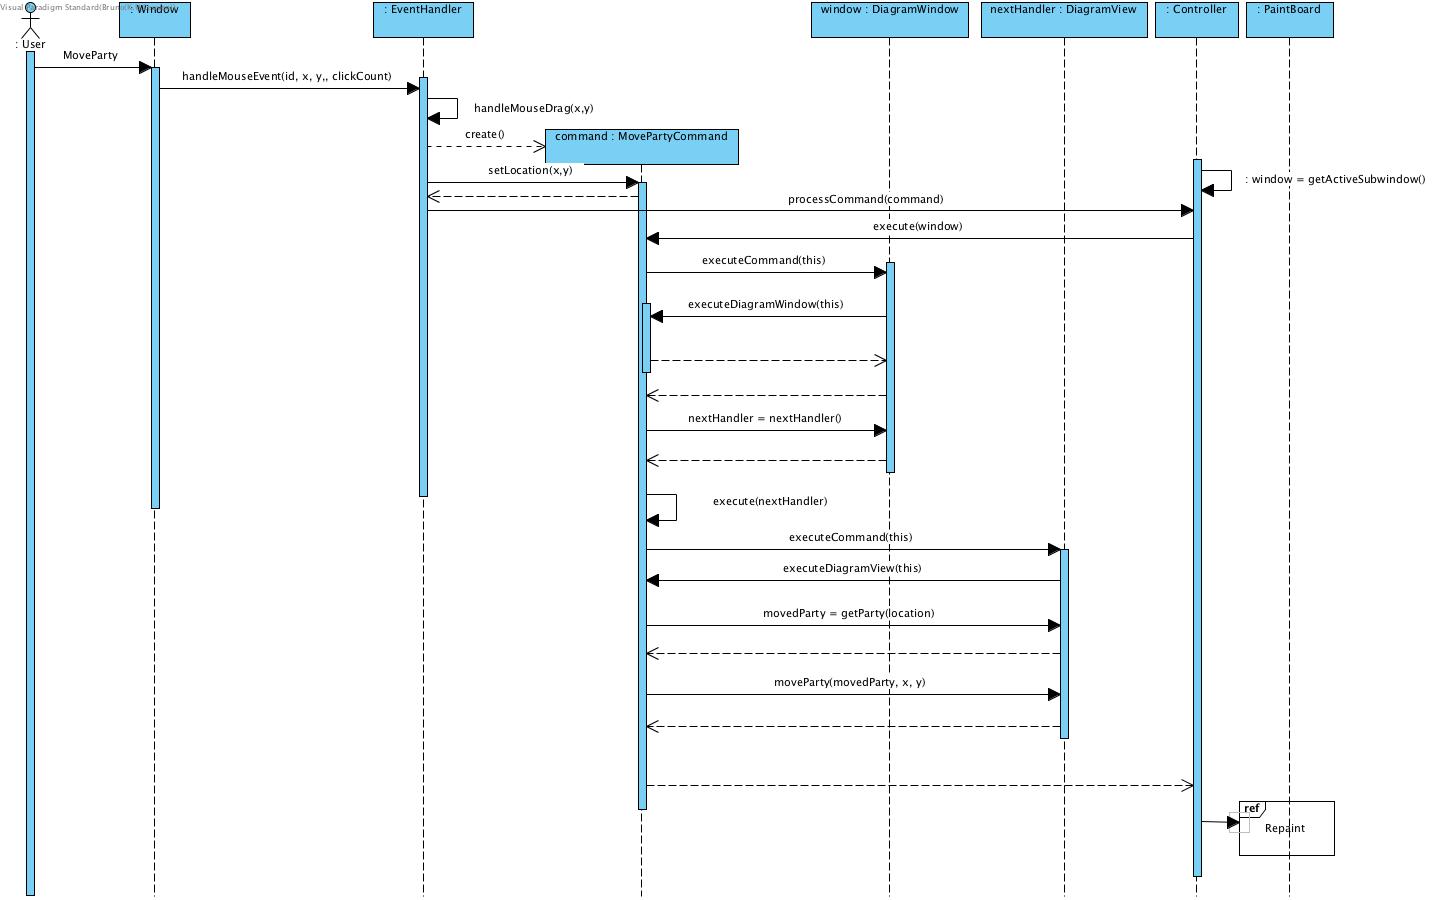 Visual Paradigm Standard(Bruno
: User
: Window
: EventHandler
window : DiagramWindow
nextHandler : DiagramView
: Controller
: PaintBoard
MoveParty
handleMouseEvent(id, x, y,, clickCount)
handleMouseDrag(x,y)
create()
command : MovePartyCommand
setLocation(x,y)
: window = getActiveSubwindow()
processCommand(command)
execute(window)
executeCommand(this)
executeDiagramWindow(this)
nextHandler = nextHandler()
execute(nextHandler)
executeCommand(this)
executeDiagramView(this)
movedParty = getParty(location)
moveParty(movedParty, x, y)
ref
Repaint